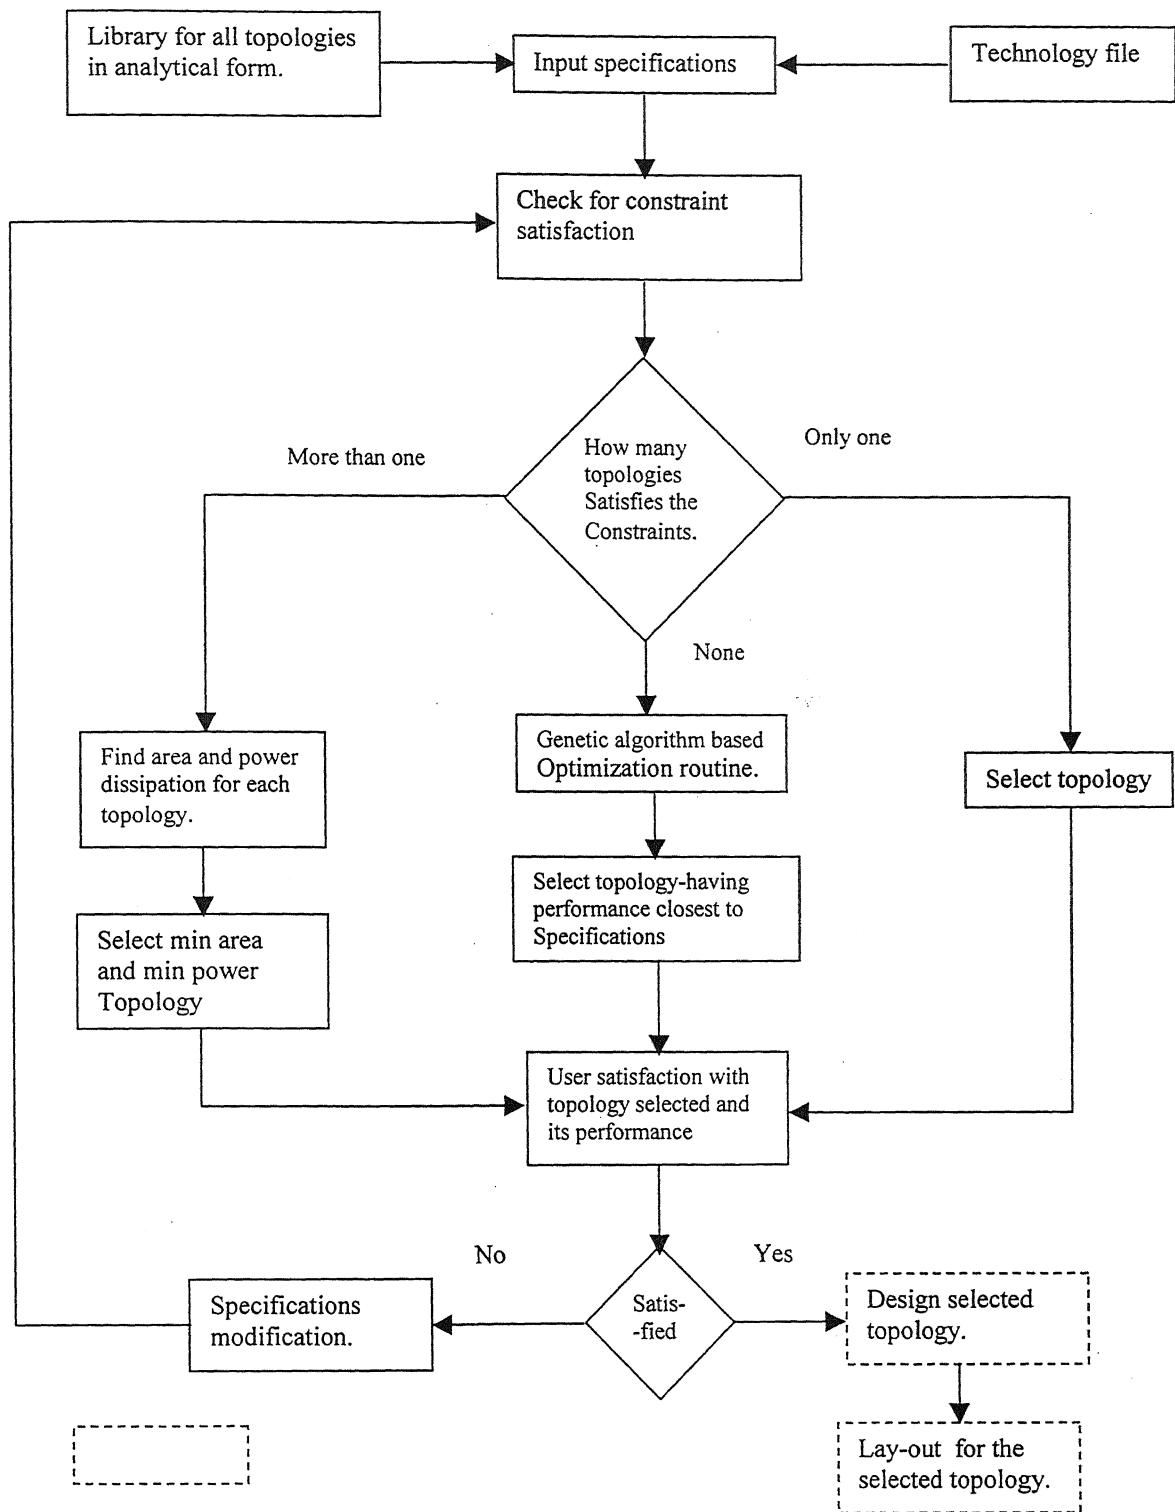 Library for all topologies
in analytical form.
Input specifications
Technology file
Check for constraint
satisfaction
How many
topologies
Satisfies the
Constraints.
More than one
Only one
None
Find area and power
dissipation for each
topology.
Genetic algorithm based
Optimization routine.
Select topology
Select min area
and min power
Topology
Select topology-having
performance closest to
Specifications
User satisfaction with
topology selected and
its performance
No
Yes
Specifications
modification.
Satis-
-fied
Design selected
topology.
Lay-out for the
selected topology.